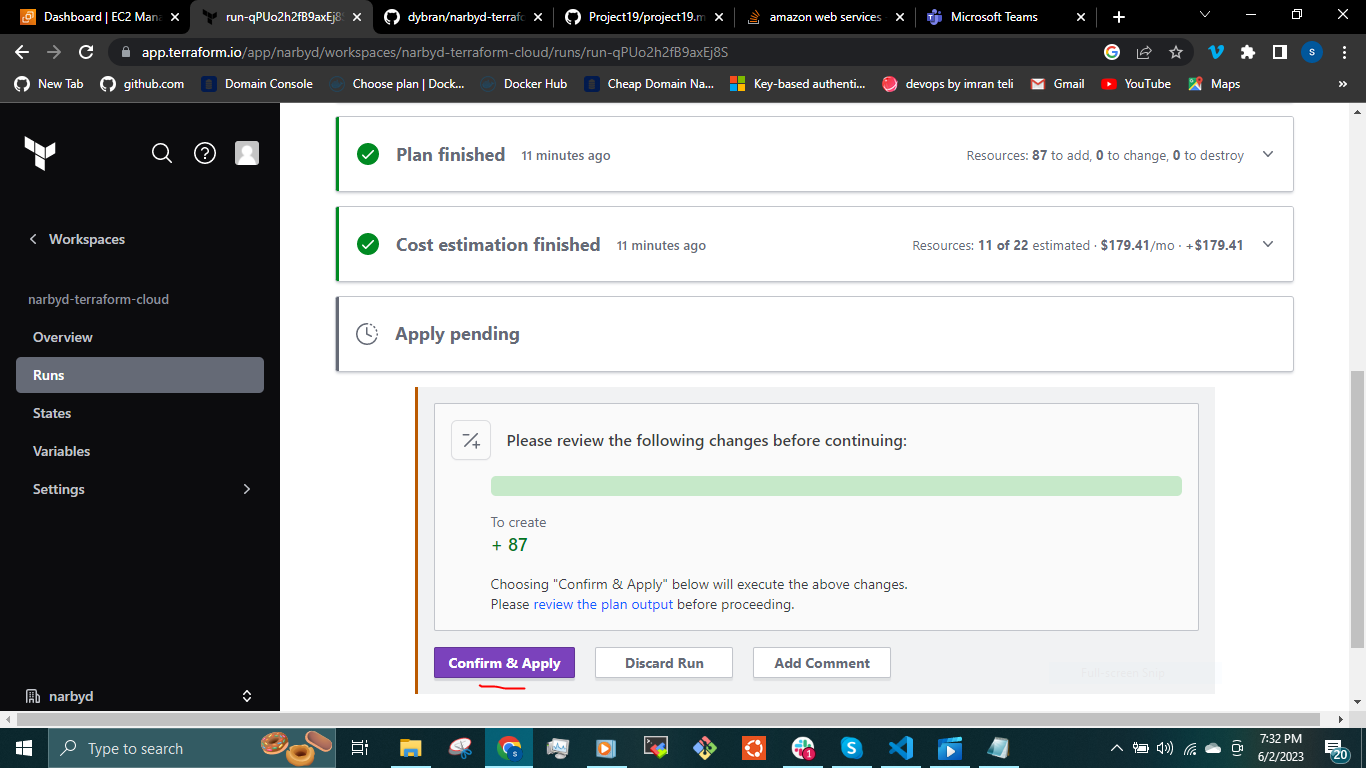 Dashboard | EC2 Mana
run-qPUo2h2fB9axEj8S
dybran/narbyd-terrafo
Project19/project19.m
amazon web services
Microsoft Teams
app.terraform.io/app/narbyd/workspaces/narbyd-terraform-cloud/runs/run-qPUo2h2fB9axEj8S
S
New Tab
github.com
Domain Console
Choose plan | Dock...
Docker Hub
Cheap Domain Na...
Key-based authenti...
devops by imran teli
Gmail
YouTube
Maps
»
Workspaces
narbyd-terraform-cloud
Overview
Runs
States
Variables
Settings
narbyd
Plan finished 11 minutes ago Resources: 87 to add, 0 to change, 0 to destroy
Cost estimation finished 11 minutes ago Resources: 11 of 22 estimated · $179.41/mo · +$179.41
Apply pending
Please review the following changes before continuing:
To create
+ 87
Choosing "Confirm & Apply" below will execute the above changes.
Please review the plan output before proceeding.
Confirm & Apply
Discard Run
Add Comment
Type to search
1
7:32 PM
6/2/2023
20